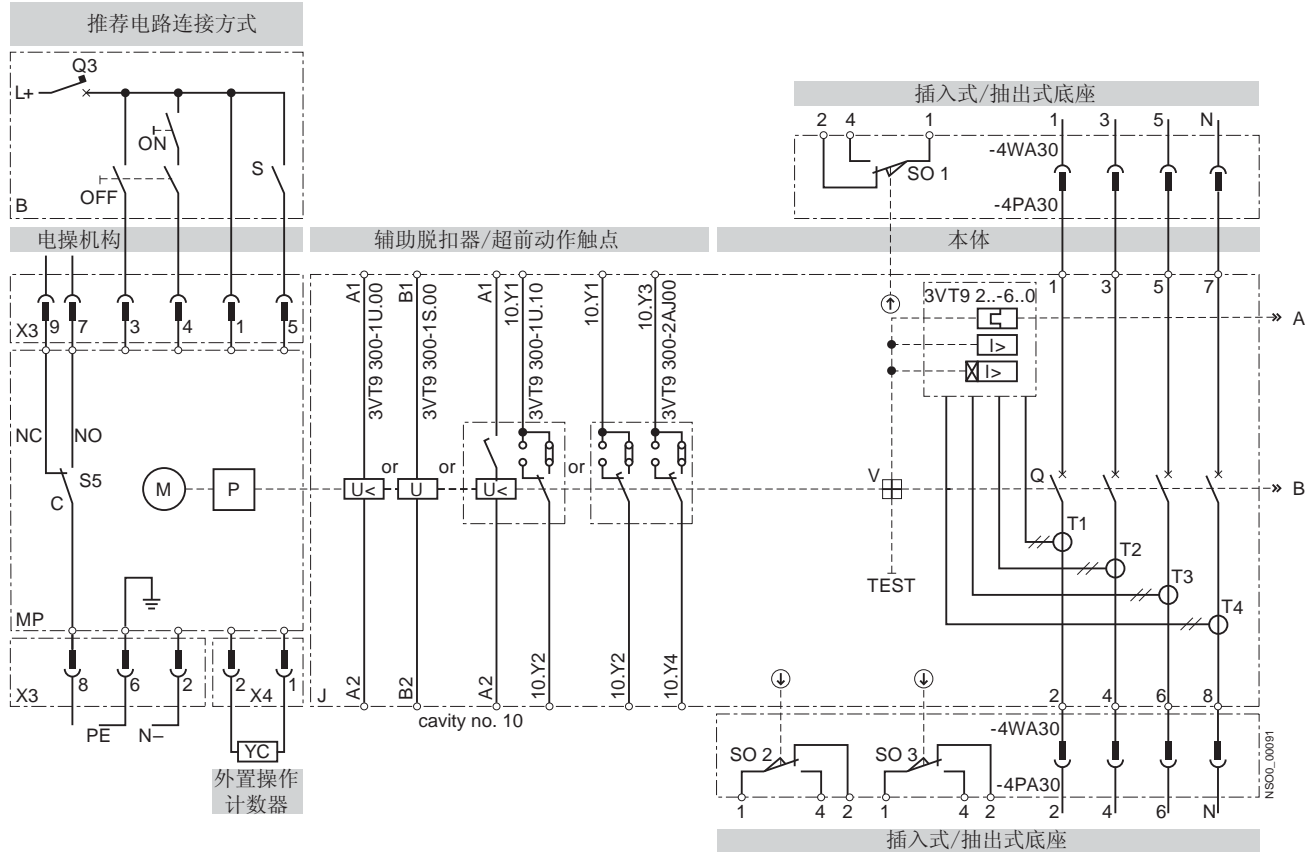 推荐电路连接方式
Q3
L+
ON
OFF
S
B
插入式/抽出式底座
2 4 1 1 3 5 N
-4WA30
SO 1
-4PA30
电操机构
辅助脱扣器/超前动作触点
本体
X3 9 7 3 4 1 5
A1 B1 A1 10.Y1 10.Y1 10.Y3
3VT9 300-1U.00
3VT9 300-1S.00
3VT9 300-1U.10
3VT9 300-2AJ00
1 3 5 7
3VT9 2..-6..0
A
I>
I>
NC NO
S5
C
M P
U< or U or U< or
V
Q
B
T1
T2
T3
T4
TEST
MP
X3 8 6 2 2 X4 1
J
A2 B2 A2 10.Y2 10.Y2 10.Y4
cavity no. 10
2 4 6 8
PE N–
YC
外置操作
计数器
-4WA30
SO 2 SO 3
-4PA30
1 4 2 1 4 2 2 4 6 N
NSO0_00091
插入式/抽出式底座